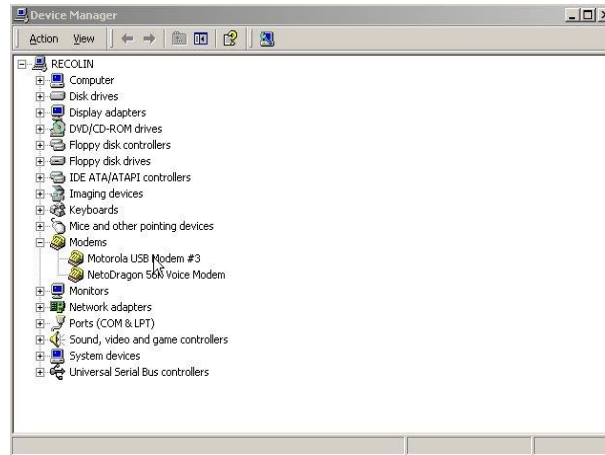 Device Manager
Action View
RECOLIN
Computer
Disk drives
Display adapters
DVD/CD-ROM drives
Floppy disk controllers
Floppy disk drives
IDE ATA/ATAPI controllers
Imaging devices
Keyboards
Mice and other pointing devices
Modems
Motorola USB Modem #3
NetoDragon 56K Voice Modem
Monitors
Network adapters
Ports (COM & LPT)
Sound, video and game controllers
System devices
Universal Serial Bus controllers